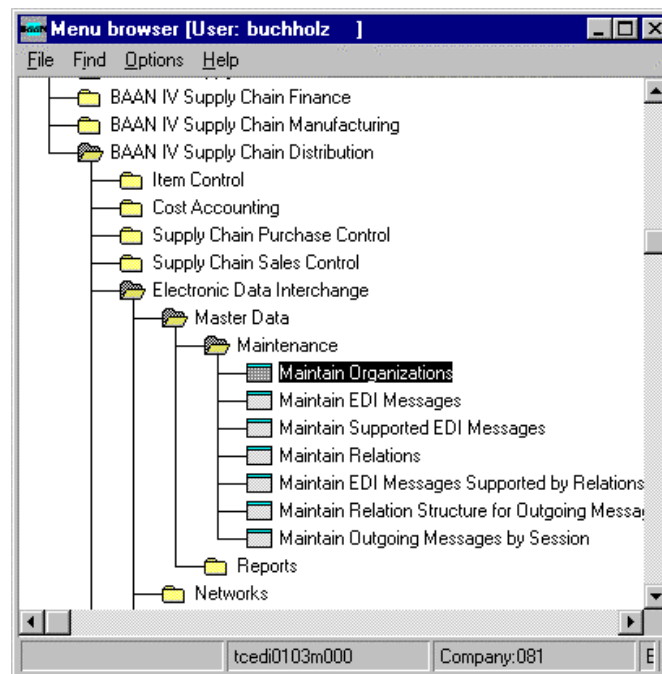 BaaN Menu browser [User: buchholz ]
File Find Options Help
BAAN IV Supply Chain Finance
BAAN IV Supply Chain Manufacturing
BAAN IV Supply Chain Distribution
Item Control
Cost Accounting
Supply Chain Purchase Control
Supply Chain Sales Control
Electronic Data Interchange
Master Data
Maintenance
Maintain Organizations
Maintain EDI Messages
Maintain Supported EDI Messages
Maintain Relations
Maintain EDI Messages Supported by Relations
Maintain Relation Structure for Outgoing Messa
Maintain Outgoing Messages by Session
Reports
Networks
tcedi0103m000 Company:081 E